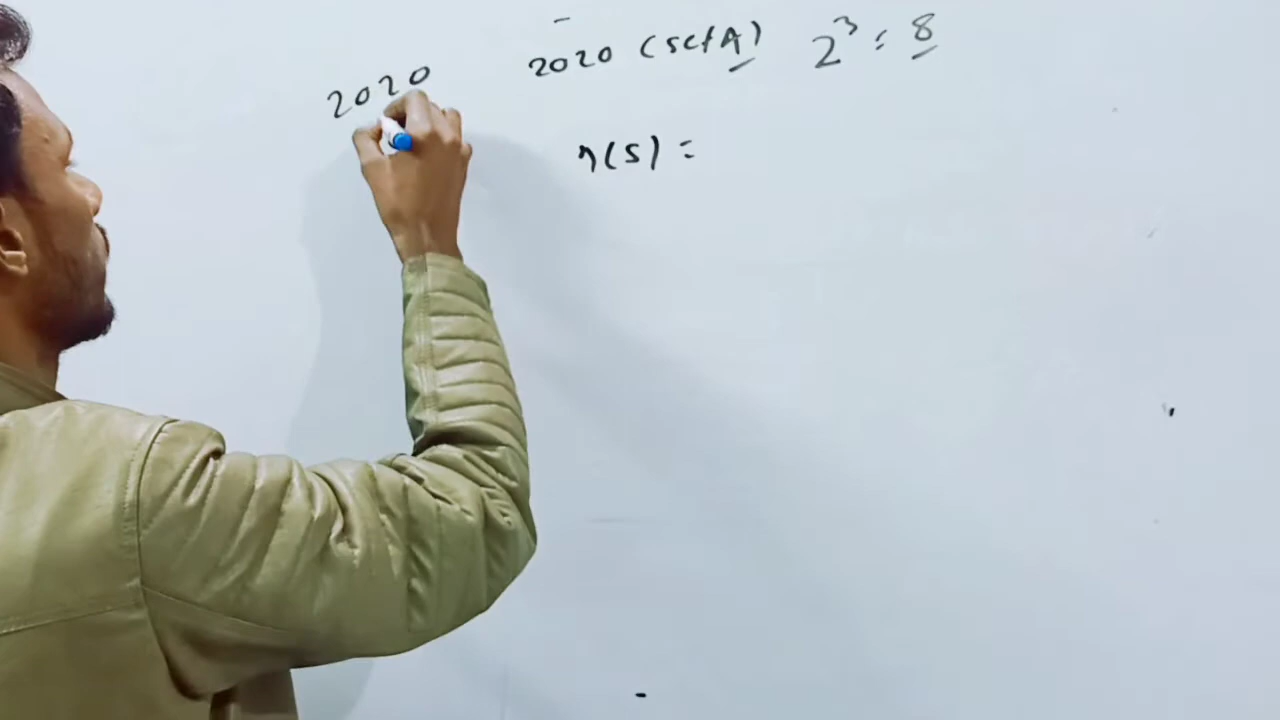 2020 2020 (Set A) 2³ = 8
n(S) =